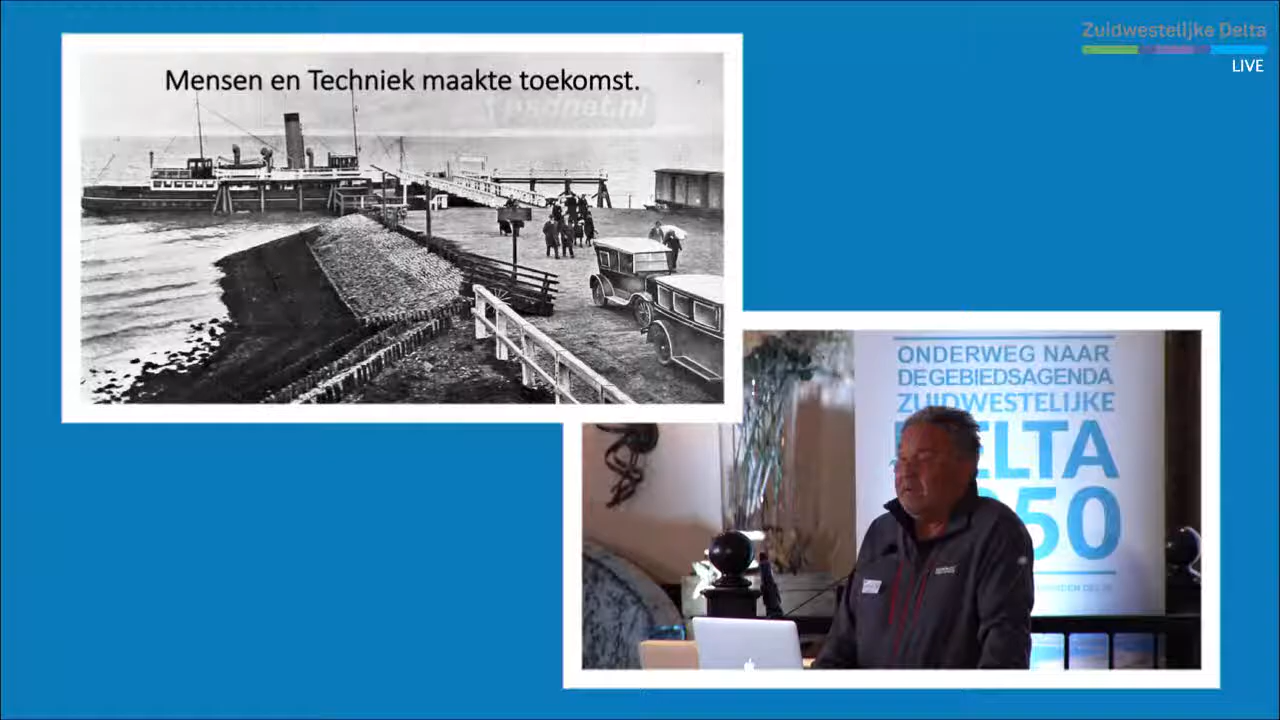 Zuidwestelijke Delta
LIVE
Mensen en Techniek maakte toekomst.
ONDERWEG NAAR
DE GEBIEDSAGENDA
ZUIDWESTELIJKE
ELTA
50